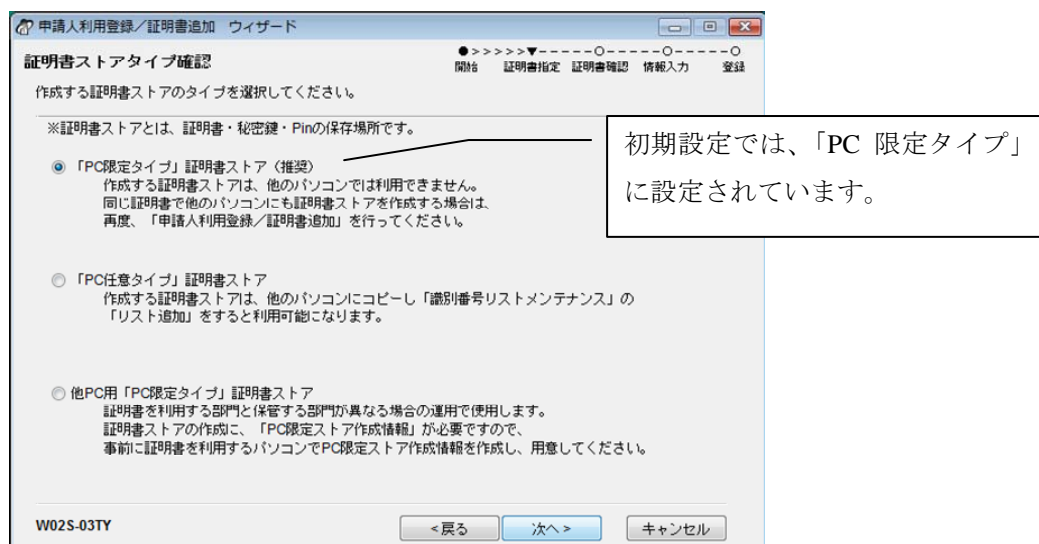 申請人利用登録／証明書追加　ウィザード
証明書ストアタイプ確認
●>>>>>▼-----○-----○-----○
開始 証明書指定 証明書確認 情報入力 登録
作成する証明書ストアのタイプを選択してください。
※証明書ストアとは、証明書・秘密鍵・Pinの保存場所です。
初期設定では、「PC 限定タイプ」
に設定されています。
「PC限定タイプ」証明書ストア（推奨）
作成する証明書ストアは、他のパソコンでは利用できません。
同じ証明書で他のパソコンにも証明書ストアを作成する場合は、
再度、「申請人利用登録／証明書追加」を行ってください。
「PC任意タイプ」証明書ストア
作成する証明書ストアは、他のパソコンにコピーし「識別番号リストメンテナンス」の
「リスト追加」をすると利用可能になります。
他PC用「PC限定タイプ」証明書ストア
証明書を利用する部門と保管する部門が異なる場合の運用で使用します。
証明書ストアの作成に、「PC限定ストア作成情報」が必要ですので、
事前に証明書を利用するパソコンでPC限定ストア作成情報を作成し、用意してください。
W02S-03TY
<戻る 次へ> キャンセル